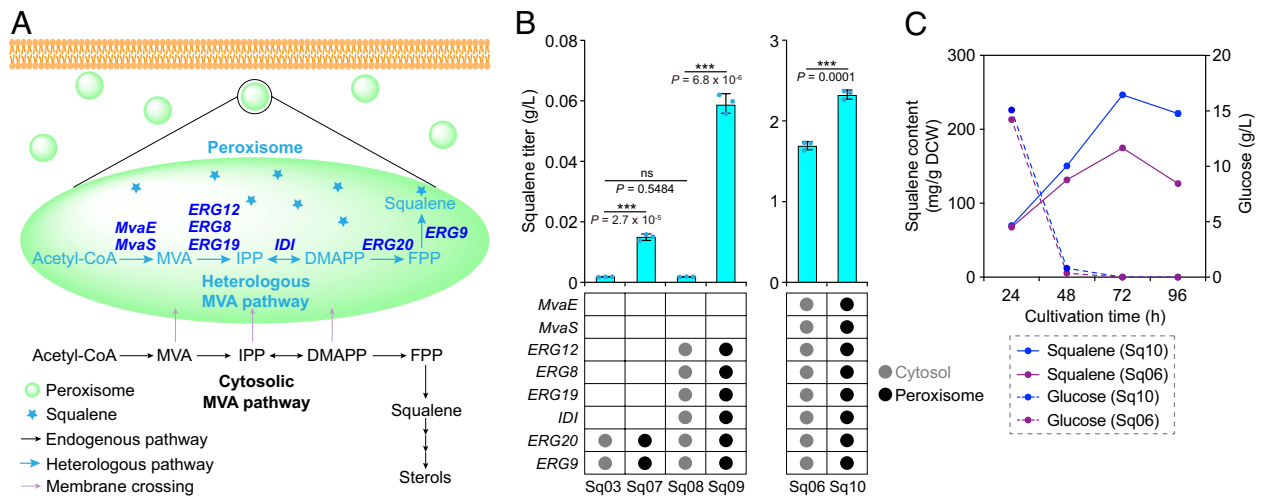 A
Peroxisome
Squalene
MvaE
MvaS
ERG12
ERG8
ERG19
IDI
ERG20
ERG9
Acetyl-CoA
MVA
IPP
DMAPP
FPP
Heterologous
MVA pathway
Acetyl-CoA
MVA
IPP
DMAPP
FPP
Cytosolic
MVA pathway
Squalene
Sterols
Peroxisome
Squalene
Endogenous pathway
Heterologous pathway
Membrane crossing
B
Squalene titer (g/L)
0.08
0.06
0.04
0.02
0
***
P = 2.7 x 10-5
ns
P = 0.5484
***
P = 6.8 x 10-6
3
2
1
0
***
P = 0.0001
MvaE
MvaS
ERG12
ERG8
ERG19
IDI
ERG20
ERG9
Sq03 Sq07 Sq08 Sq09 Sq06 Sq10
Cytosol
Peroxisome
C
Squalene content
(mg/g DCW)
300
200
100
0
20
15
10
5
0
Glucose (g/L)
24 48 72 96
Cultivation time (h)
Squalene (Sq10)
Squalene (Sq06)
Glucose (Sq10)
Glucose (Sq06)